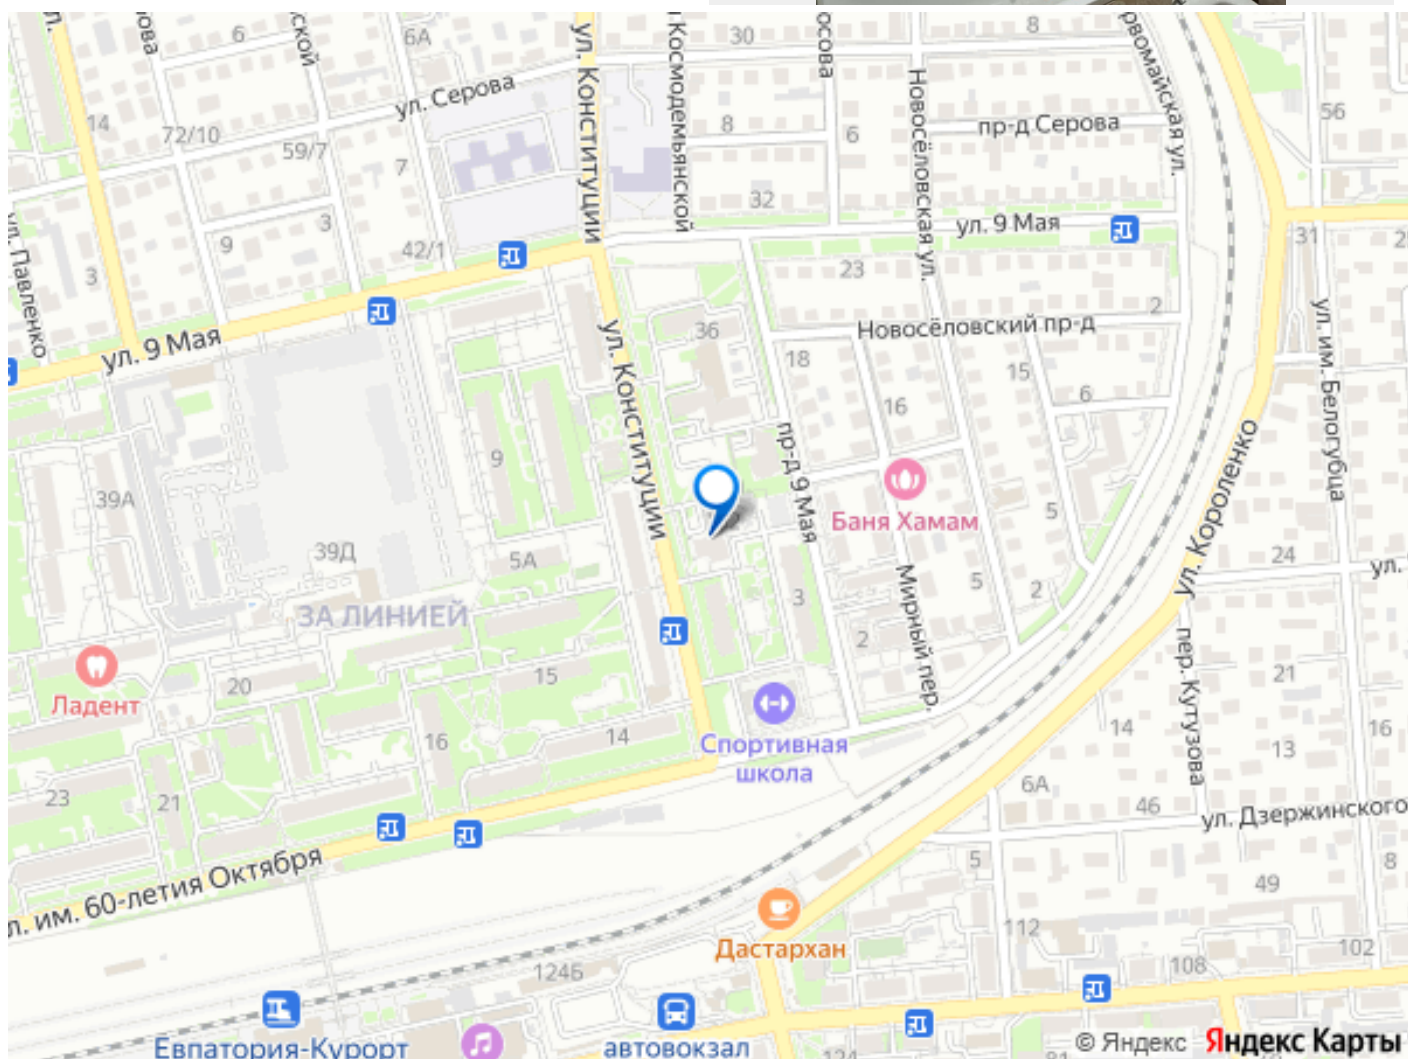 6
6А
30
8
ул. Серова
ул. Конституции
Космодемьянской
Новосёловская ул.
пр-д Серова
56
14
72/10
59/7
7
8
6
32
ул. 9 Мая
31
3
9
42/1
ул. Павленко
3
23
2
ул. 9 Мая
36
Новосёловский пр-д
18
15
16
6
ул. Конституции
ул. им. Белогубца
39А
9
пр-д 9 Мая
Баня Хамам
5
ул. Короленко
39Д
5А
24
ул.
ЗА ЛИНИЕЙ
3
5
2
2
Мирный пер.
пер. Кутузова
Ладент
20
15
21
16
14
Спортивная
школа
14
13
16
23
21
6А
46
ул. Дзержинского
5
8
49
л. им. 60-летия Октября
Дастархан
112
102
124Б
108
Евпатория-Курорт
автовокзал
124
© Яндекс Яндекс Карты